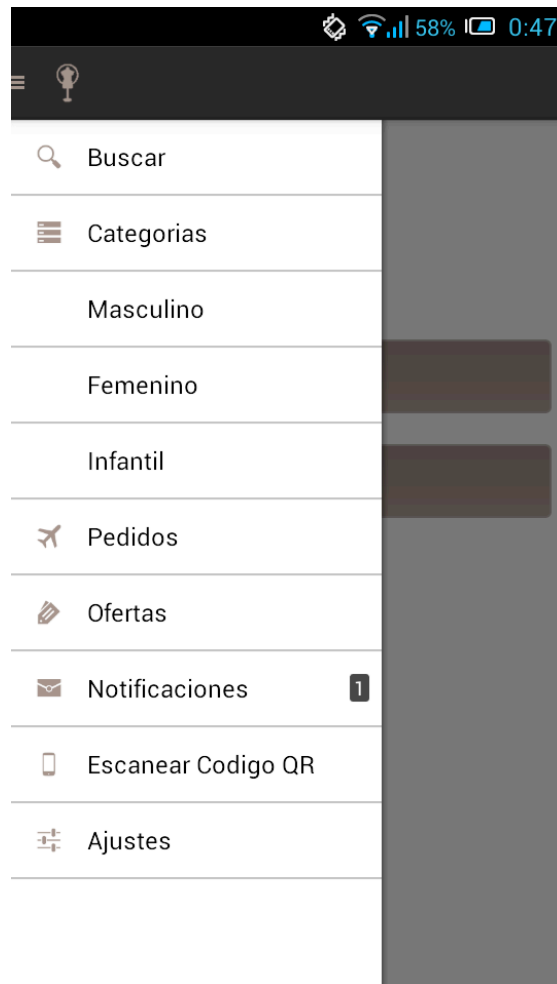 58% 0:47
Buscar
Categorias
Masculino
Femenino
Infantil
Pedidos
Ofertas
Notificaciones 1
Escanear Codigo QR
Ajustes